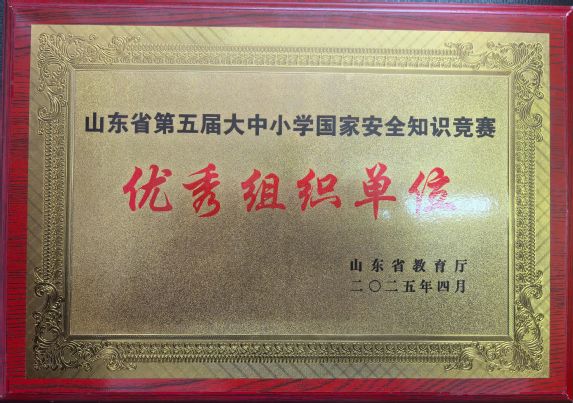 山东省第五届大中小学国家安全知识竞赛
优秀组织单位
山东省教育厅
二〇二五年四月